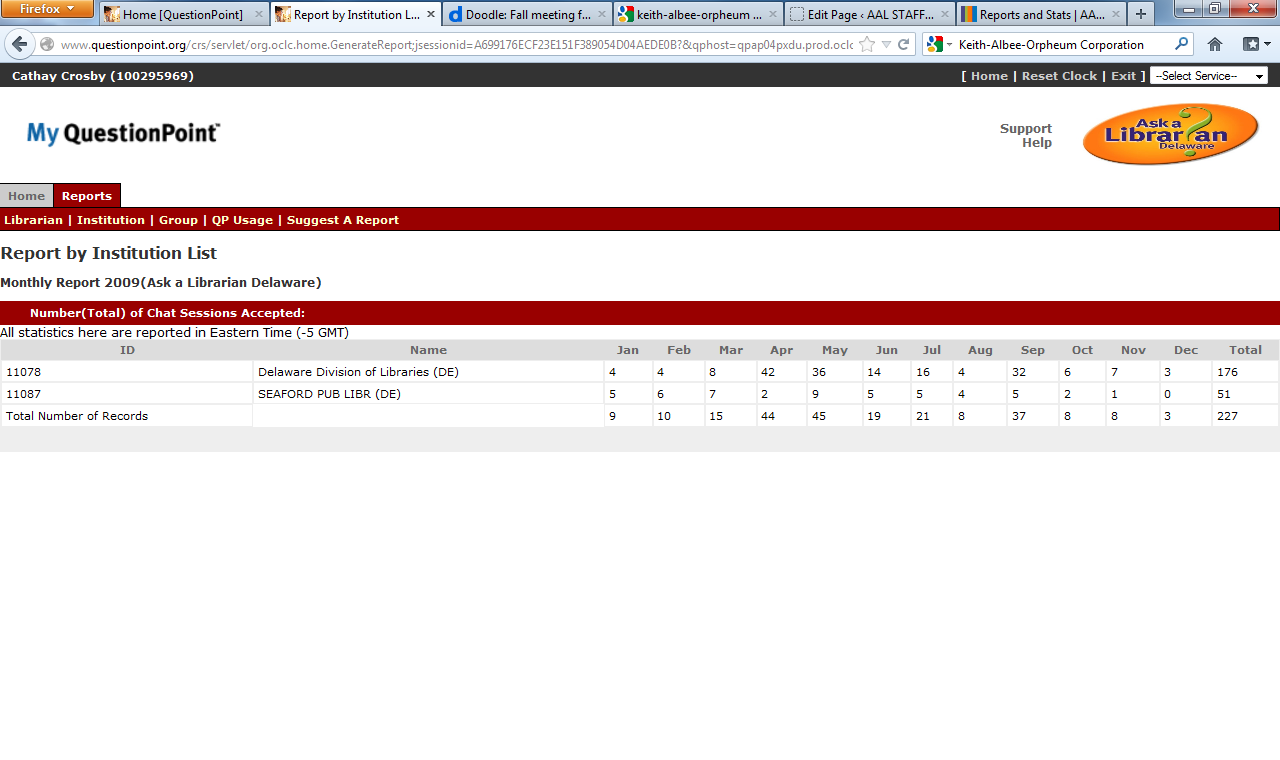 Firefox
Home [QuestionPoint]
Report by Institution L...
Doodle: Fall meeting f...
keith-albee-orpheum ...
Edit Page ‹ AAL STAFF...
Reports and Stats | AA...
www.questionpoint.org/crs/servlet/org.oclc.home.GenerateReport;jsessionid=A699176ECF23E151F389054D04AEDE0B?&qphost=qpap04pxdu.prod.oclc
Keith-Albee-Orpheum Corporation
Cathay Crosby (100295969)
[ Home | Reset Clock | Exit ] --Select Service--
My QuestionPoint™
Support
Help
Ask a
Librarian
Delaware
Home Reports
Librarian | Institution | Group | QP Usage | Suggest A Report
Report by Institution List
Monthly Report 2009(Ask a Librarian Delaware)
Number(Total) of Chat Sessions Accepted:
All statistics here are reported in Eastern Time (-5 GMT)
ID Name Jan Feb Mar Apr May Jun Jul Aug Sep Oct Nov Dec Total
11078 Delaware Division of Libraries (DE) 4 4 8 42 36 14 16 4 32 6 7 3 176
11087 SEAFORD PUB LIBR (DE) 5 6 7 2 9 5 5 4 5 2 1 0 51
Total Number of Records 9 10 15 44 45 19 21 8 37 8 8 3 227